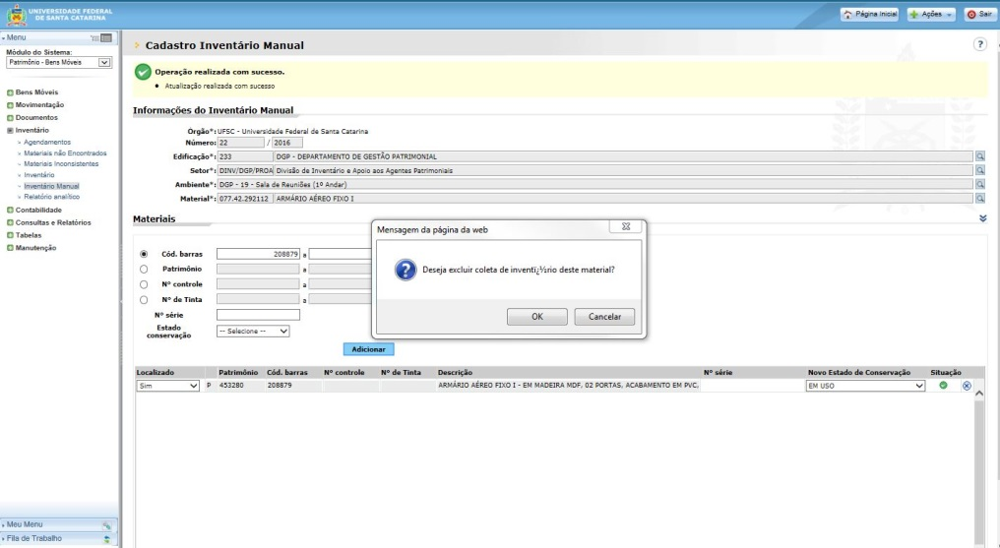 UNIVERSIDADE FEDERAL
DE SANTA CATARINA
Página Inicial
Ações
Sair
Menu
Módulo do Sistema:
Patrimônio - Bens Móveis
Bens Móveis
Movimentação
Documentos
Inventário
Agendamentos
Materiais não Encontrados
Materiais Inconsistentes
Inventário
Inventário Manual
Relatório analítico
Contabilidade
Consultas e Relatórios
Tabelas
Manutenção
Meu Menu
Fila de Trabalho
Cadastro Inventário Manual
?
Operação realizada com sucesso.
Atualização realizada com sucesso
Informações do Inventário Manual
Órgão*: UFSC - Universidade Federal de Santa Catarina
Número: 22 / 2016
Edificação*: 233 DGP - DEPARTAMENTO DE GESTÃO PATRIMONIAL
Setor*: DINV/DGP/PROA Divisão de Inventário e Apoio aos Agentes Patrimoniais
Ambiente*: DGP - 19 - Sala de Reuniões (1º Andar)
Material*: 077.42.292112 ARMÁRIO AÉREO FIXO I
Materiais
Cód. barras 208879 a
Patrimônio a
Nº controle a
Nº de Tinta a
Nº série
Estado
conservação -- Selecione --
Adicionar
Mensagem da página da web
Deseja excluir coleta de inventï¿½rio deste material?
OK Cancelar
Localizado Patrimônio Cód. barras Nº controle Nº de Tinta Descrição Nº série Novo Estado de Conservação Situação
Sim P 453280 208879 ARMÁRIO AÉREO FIXO I - EM MADEIRA MDF, 02 PORTAS, ACABAMENTO EM PVC, EM USO